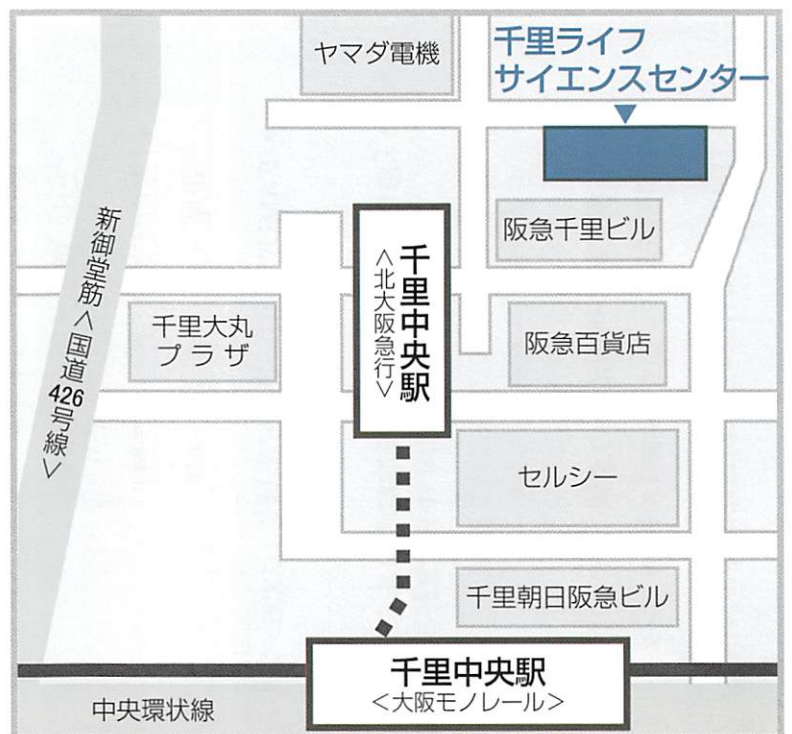 ヤマダ電機
千里ライフ
サイエンスセンター
新御堂筋<国道426号線>
千里中央駅
<北大阪急行>
阪急千里ビル
千里大丸
プラザ
阪急百貨店
セルシー
千里朝日阪急ビル
千里中央駅
<大阪モノレール>
中央環状線